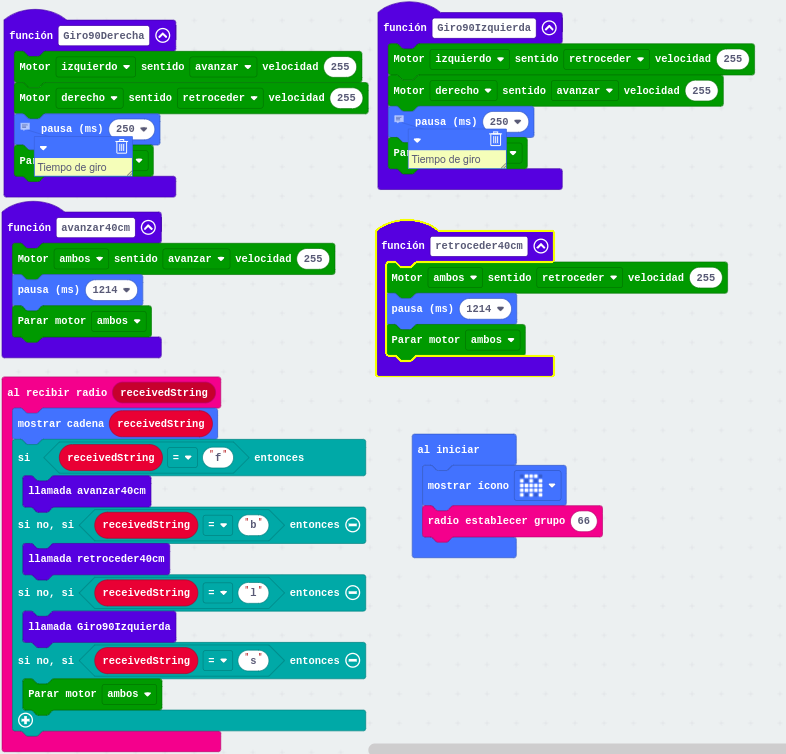 función Giro90Derecha
Motor izquierdo sentido avanzar velocidad 255
Motor derecho sentido retroceder velocidad 255
pausa (ms) 250
Par
Tiempo de giro
función Giro90Izquierda
Motor izquierdo sentido retroceder velocidad 255
Motor derecho sentido avanzar velocidad 255
pausa (ms) 250
Pa
Tiempo de giro
función avanzar40cm
Motor ambos sentido avanzar velocidad 255
pausa (ms) 1214
Parar motor ambos
función retroceder40cm
Motor ambos sentido retroceder velocidad 255
pausa (ms) 1214
Parar motor ambos
al recibir radio receivedString
mostrar cadena receivedString
si receivedString = "f" entonces
llamada avanzar40cm
si no, si receivedString = "b" entonces
llamada retroceder40cm
si no, si receivedString = "l" entonces
llamada Giro90Izquierda
si no, si receivedString = "s" entonces
Parar motor ambos
al iniciar
mostrar ícono
radio establecer grupo 66